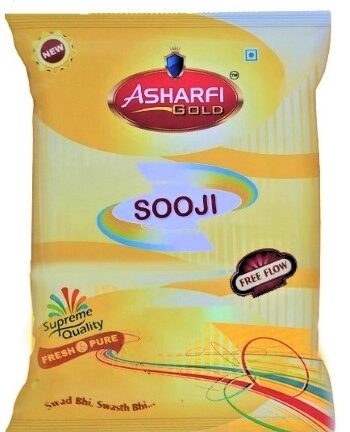 NEW
ASHARFI
TM
GOLD
SOOJI
FREE FLOW
Supreme
Quality
FRESH & PURE
Swad Bhi, Swasth Bhi...